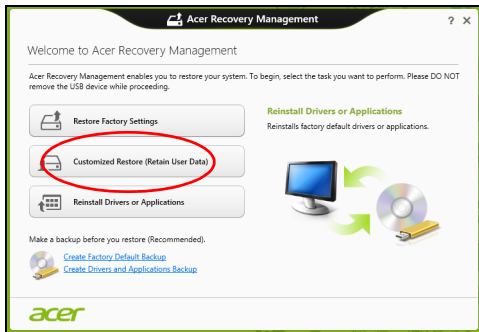 Acer Recovery Management
? ×
Welcome to Acer Recovery Management
Acer Recovery Management enables you to restore your system. To begin, select the task you want to perform. Please DO NOT
remove the USB device while proceeding.
Restore Factory Settings
Customized Restore (Retain User Data)
Reinstall Drivers or Applications
Reinstall Drivers or Applications
Reinstalls factory default drivers or applications.
Make a backup before you restore (Recommended).
Create Factory Default Backup
Create Drivers and Applications Backup
acer